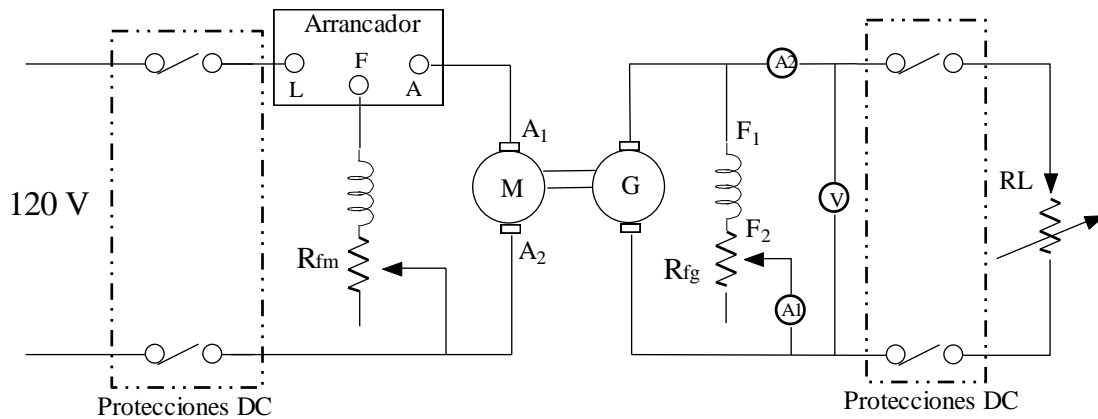 Arrancador
F
L
A
A1
A2
M
G
120 V
Rfm
F1
F2
Rfg
A2
A1
V
RL
Protecciones DC
Protecciones DC